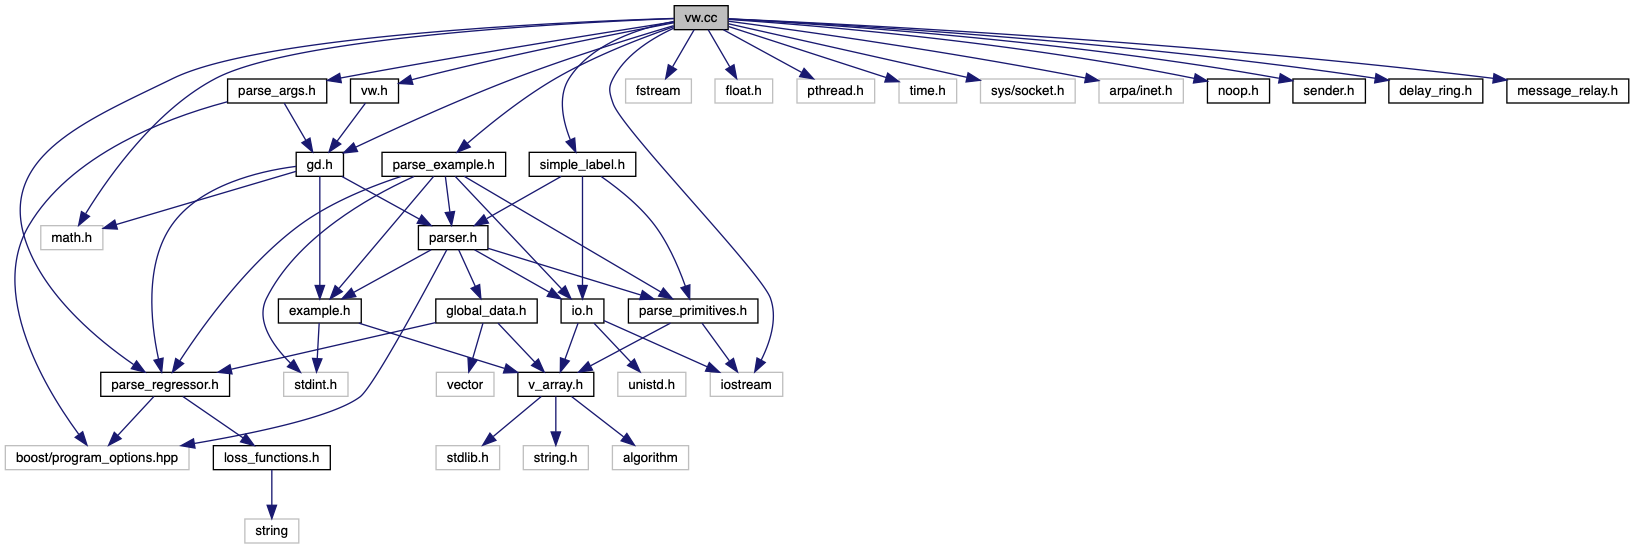 vw.cc
parse_args.h
vw.h
fstream
float.h
pthread.h
time.h
sys/socket.h
arpa/inet.h
noop.h
sender.h
delay_ring.h
message_relay.h
gd.h
parse_example.h
simple_label.h
math.h
parser.h
example.h
global_data.h
io.h
parse_primitives.h
parse_regressor.h
stdint.h
vector
v_array.h
unistd.h
iostream
boost/program_options.hpp
loss_functions.h
stdlib.h
string.h
algorithm
string